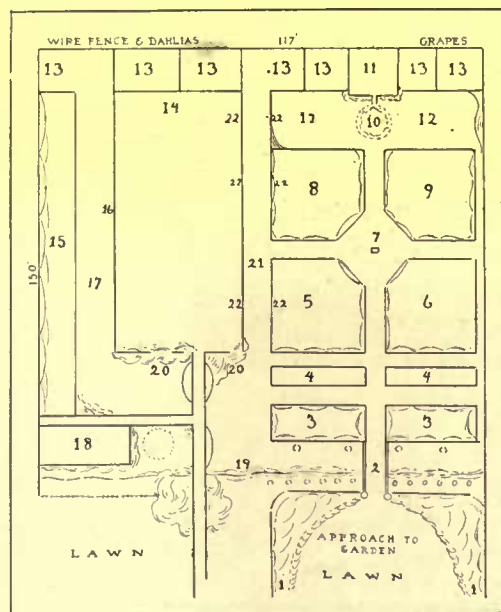 WIRE FENCE & DAHLIAS 117' GRAPES
13 13 13 .13 13 11 13 13
14
22 22 12 10 12
16 22 22 8 9
15
17 7
150'
21
22 22 5 6
20 20 4 4
3 3
18
19 2
APPROACH TO
GARDEN
LAWN LAWN
1 1